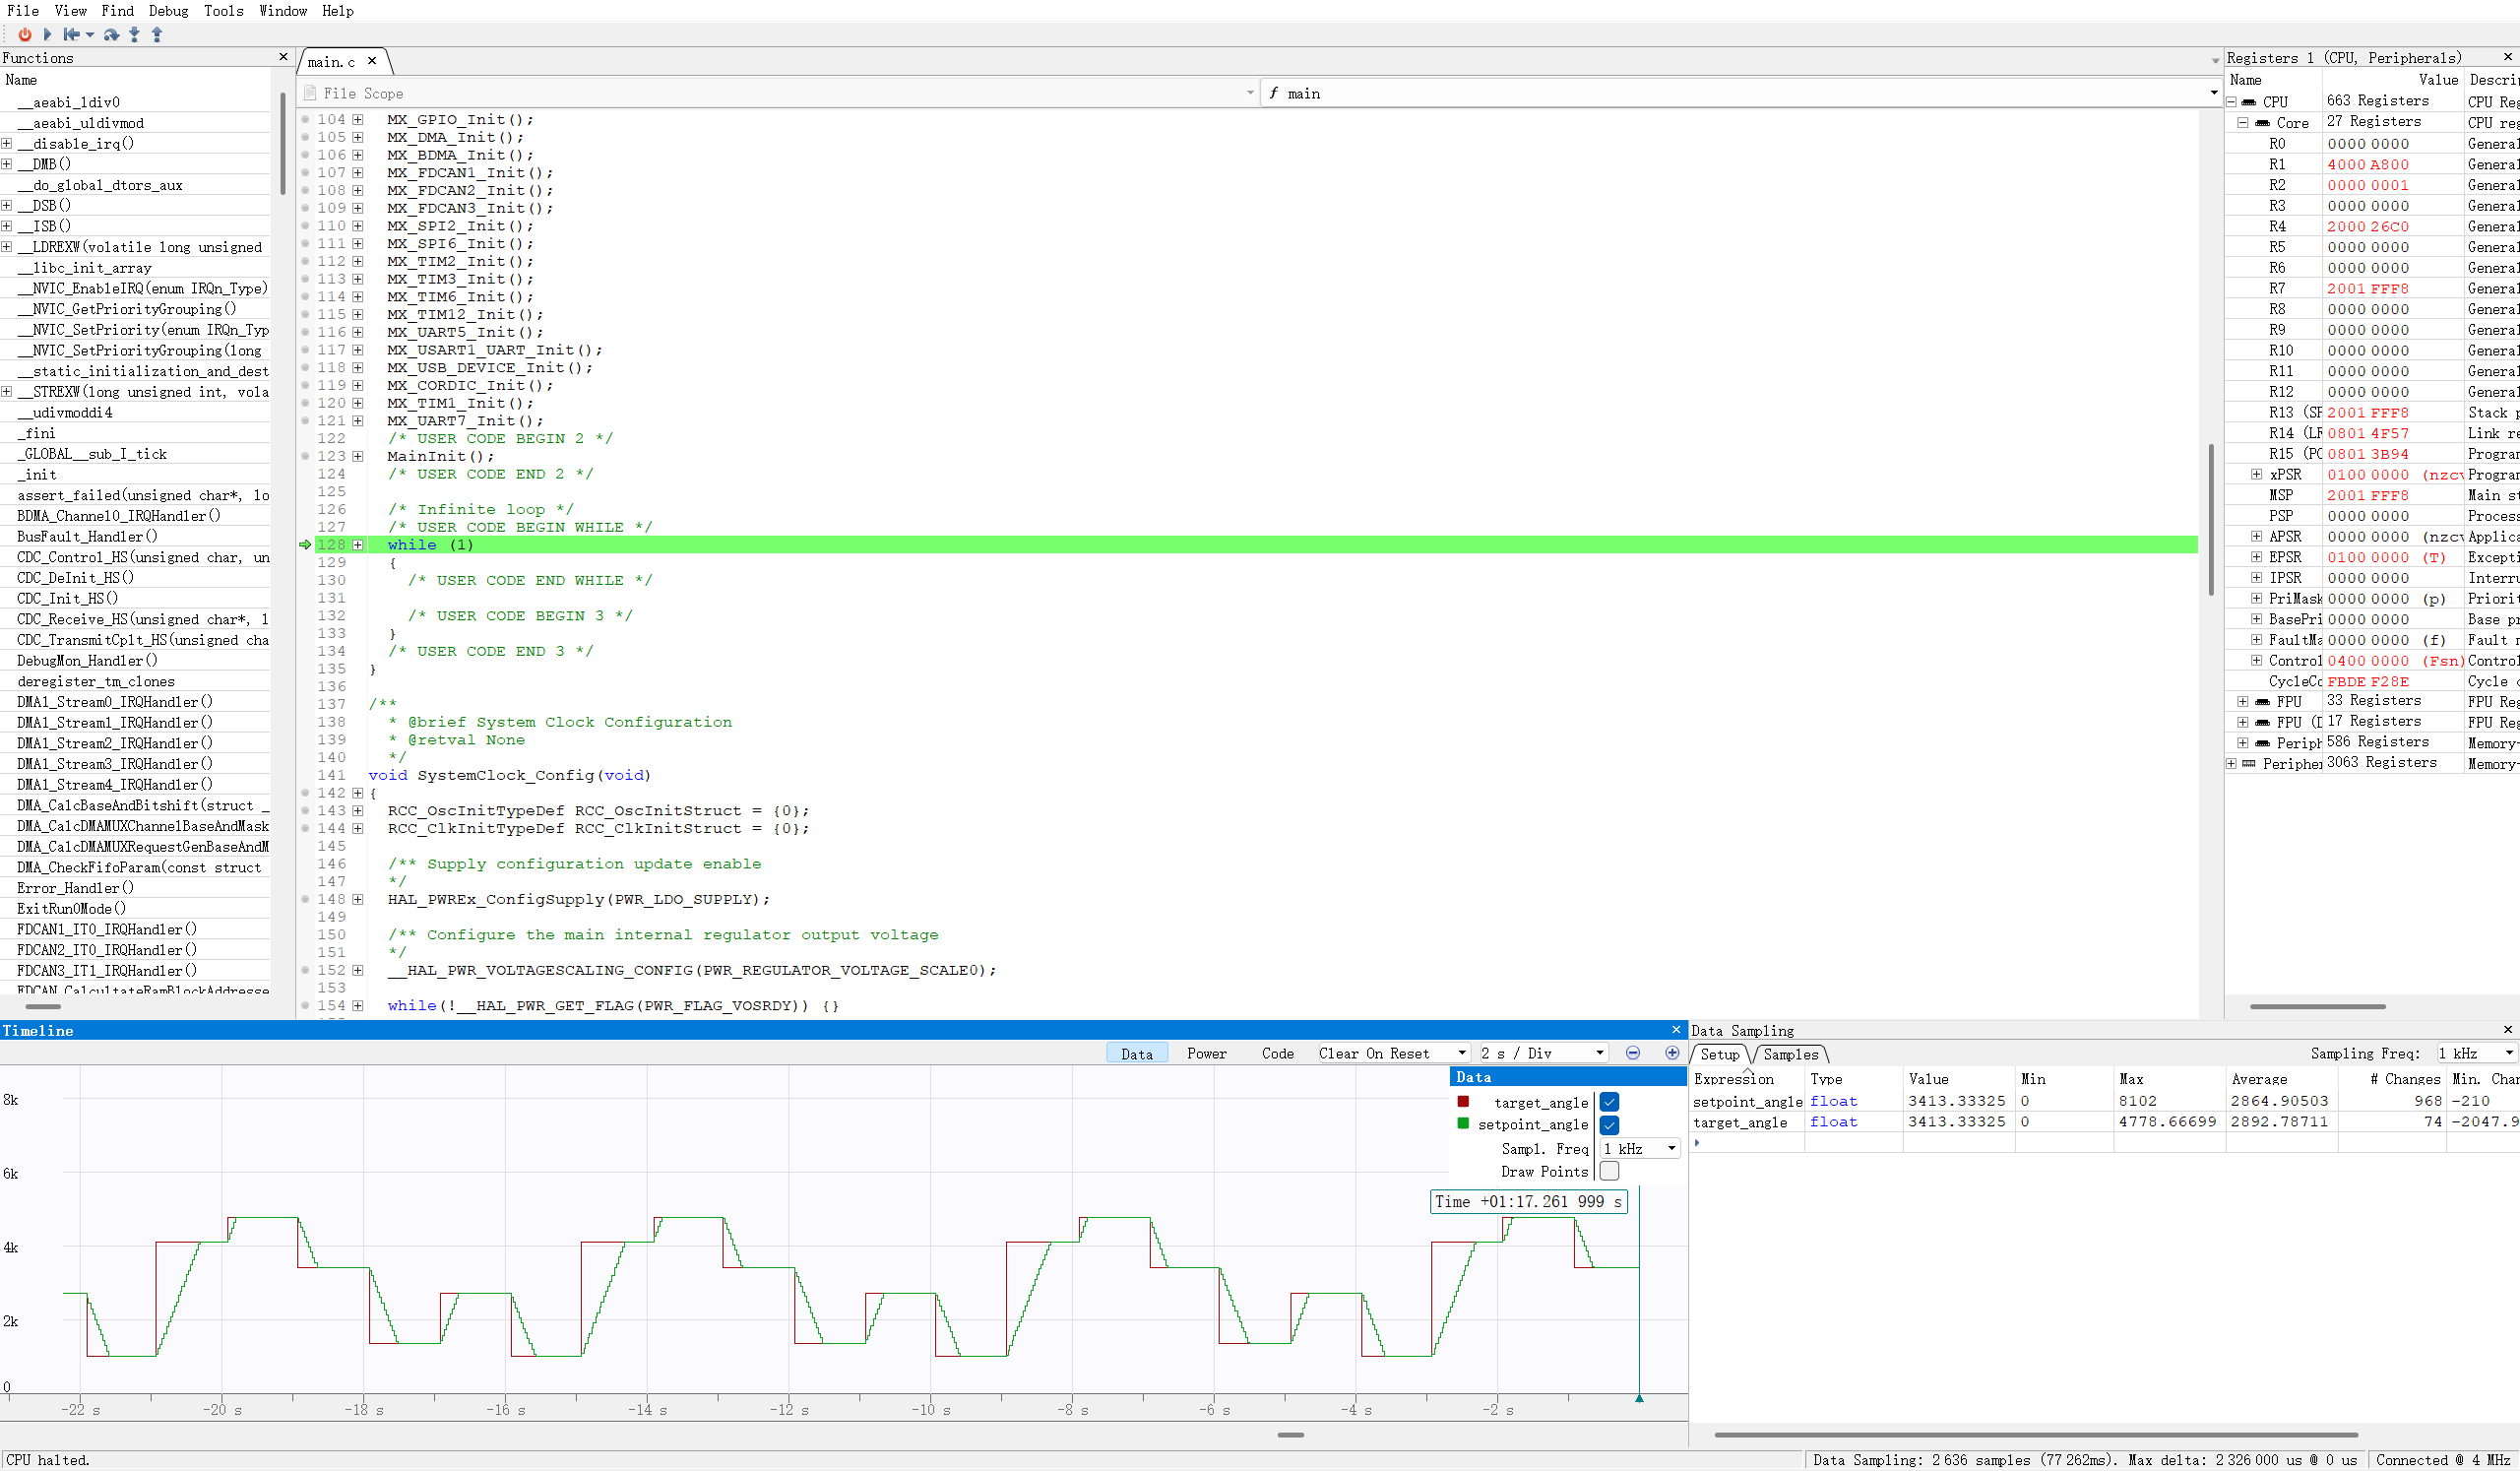 File View Find Debug Tools Window Help
Functions
Name
__aeabi_ldiv0
__aeabi_uldivmod
__disable_irq()
__DMB()
__do_global_dtors_aux
__DSB()
__ISB()
__LDREXW(volatile long unsigned
__libc_init_array
__NVIC_EnableIRQ(enum IRQn_Type)
__NVIC_GetPriorityGrouping()
__NVIC_SetPriority(enum IRQn_Typ
__NVIC_SetPriorityGrouping(long
__static_initialization_and_dest
__STREXW(long unsigned int, vola
__udivmoddi4
_fini
_GLOBAL__sub_I_tick
_init
assert_failed(unsigned char*, lo
BDMA_Channel0_IRQHandler()
BusFault_Handler()
CDC_Control_HS(unsigned char, un
CDC_DeInit_HS()
CDC_Init_HS()
CDC_Receive_HS(unsigned char*, l
CDC_TransmitCplt_HS(unsigned cha
DebugMon_Handler()
deregister_tm_clones
DMA1_Stream0_IRQHandler()
DMA1_Stream1_IRQHandler()
DMA1_Stream2_IRQHandler()
DMA1_Stream3_IRQHandler()
DMA1_Stream4_IRQHandler()
DMA_CalcBaseAndBitshift(struct _
DMA_CalcDMAMUXChannelBaseAndMask
DMA_CalcDMAMUXRequestGenBaseAndM
DMA_CheckFifoParam(const struct
Error_Handler()
ExitRun0Mode()
FDCAN1_IT0_IRQHandler()
FDCAN2_IT0_IRQHandler()
FDCAN3_IT1_IRQHandler()
FDCAN_CalcultateRamBlockAddresse
main.c
File Scope
f main
104 MX_GPIO_Init();
105 MX_DMA_Init();
106 MX_BDMA_Init();
107 MX_FDCAN1_Init();
108 MX_FDCAN2_Init();
109 MX_FDCAN3_Init();
110 MX_SPI2_Init();
111 MX_SPI6_Init();
112 MX_TIM2_Init();
113 MX_TIM3_Init();
114 MX_TIM6_Init();
115 MX_TIM12_Init();
116 MX_UART5_Init();
117 MX_USART1_UART_Init();
118 MX_USB_DEVICE_Init();
119 MX_CORDIC_Init();
120 MX_TIM1_Init();
121 MX_UART7_Init();
122 /* USER CODE BEGIN 2 */
123 MainInit();
124 /* USER CODE END 2 */
125
126 /* Infinite loop */
127 /* USER CODE BEGIN WHILE */
128 while (1)
129 {
130 /* USER CODE END WHILE */
131
132 /* USER CODE BEGIN 3 */
133 }
134 /* USER CODE END 3 */
135 }
136
137 /**
138 * @brief System Clock Configuration
139 * @retval None
140 */
141 void SystemClock_Config(void)
142 {
143 RCC_OscInitTypeDef RCC_OscInitStruct = {0};
144 RCC_ClkInitTypeDef RCC_ClkInitStruct = {0};
145
146 /** Supply configuration update enable
147 */
148 HAL_PWREx_ConfigSupply(PWR_LDO_SUPPLY);
149
150 /** Configure the main internal regulator output voltage
151 */
152 __HAL_PWR_VOLTAGESCALING_CONFIG(PWR_REGULATOR_VOLTAGE_SCALE0);
153
154 while(!__HAL_PWR_GET_FLAG(PWR_FLAG_VOSRDY)) {}
Registers 1 (CPU, Peripherals)
Name Value Descri
CPU 663 Registers CPU Reg
Core 27 Registers CPU reg
R0 0000 0000 General
R1 4000 A800 General
R2 0000 0001 General
R3 0000 0000 General
R4 2000 26C0 General
R5 0000 0000 General
R6 0000 0000 General
R7 2001 FFF8 General
R8 0000 0000 General
R9 0000 0000 General
R10 0000 0000 General
R11 0000 0000 General
R12 0000 0000 General
R13 (SP 2001 FFF8 Stack p
R14 (LR 0801 4F57 Link re
R15 (PC 0801 3B94 Program
xPSR 0100 0000 (nzcv Program
MSP 2001 FFF8 Main st
PSP 0000 0000 Process
APSR 0000 0000 (nzcv Applica
EPSR 0100 0000 (T) Excepti
IPSR 0000 0000 Interru
PriMask 0000 0000 (p) Priorit
BasePri 0000 0000 Base pr
FaultMa 0000 0000 (f) Fault m
Control 0400 0000 (Fsn) Control
CycleCo FBDE F28E Cycle c
FPU 33 Registers FPU Reg
FPU (D 17 Registers FPU Reg
Periph 586 Registers Memory-
Peripher 3063 Registers Memory-
Timeline
Data Power Code Clear On Reset 2 s / Div
Data
target_angle
setpoint_angle
Sampl. Freq 1 kHz
Draw Points
Time +01:17.261 999 s
8k
6k
4k
2k
0
-22 s -20 s -18 s -16 s -14 s -12 s -10 s -8 s -6 s -4 s -2 s
Data Sampling
Setup Samples Sampling Freq: 1 kHz
Expression Type Value Min Max Average # Changes Min. Chan
setpoint_angle float 3413.33325 0 8102 2864.90503 968 -210
target_angle float 3413.33325 0 4778.66699 2892.78711 74 -2047.9
CPU halted.
Data Sampling: 2 636 samples (77 262ms). Max delta: 2 326 000 us @ 0 us
Connected @ 4 MHz